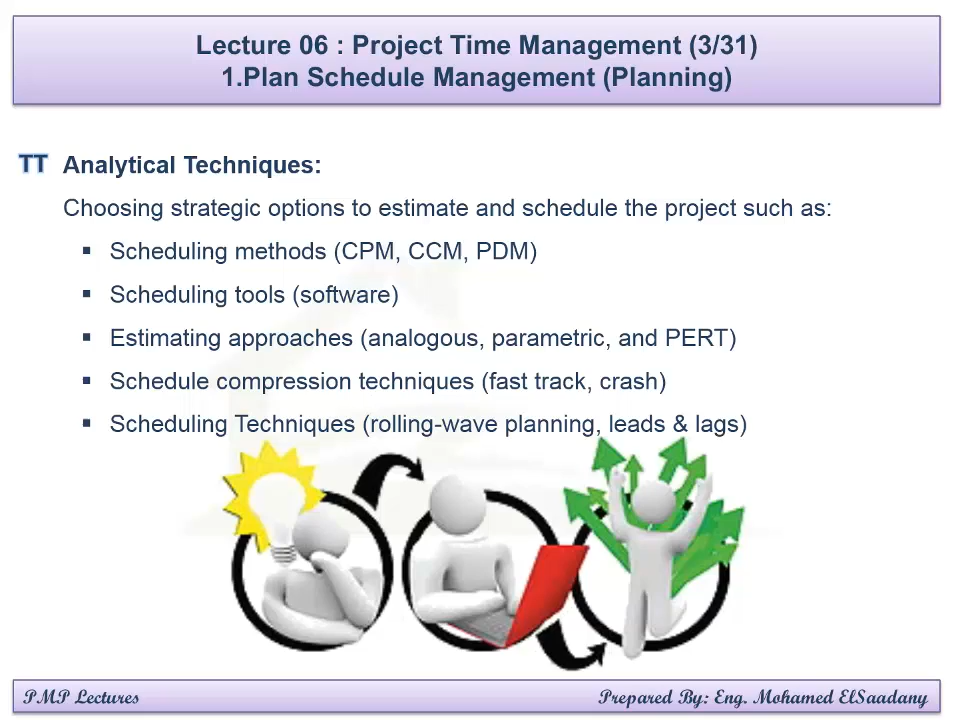 Lecture 06 : Project Time Management (3/31)
1.Plan Schedule Management (Planning)
TT Analytical Techniques:
Choosing strategic options to estimate and schedule the project such as:
▪ Scheduling methods (CPM, CCM, PDM)
▪ Scheduling tools (software)
▪ Estimating approaches (analogous, parametric, and PERT)
▪ Schedule compression techniques (fast track, crash)
▪ Scheduling Techniques (rolling-wave planning, leads & lags)
PMP Lectures
Prepared By: Eng. Mohamed ElSaadany